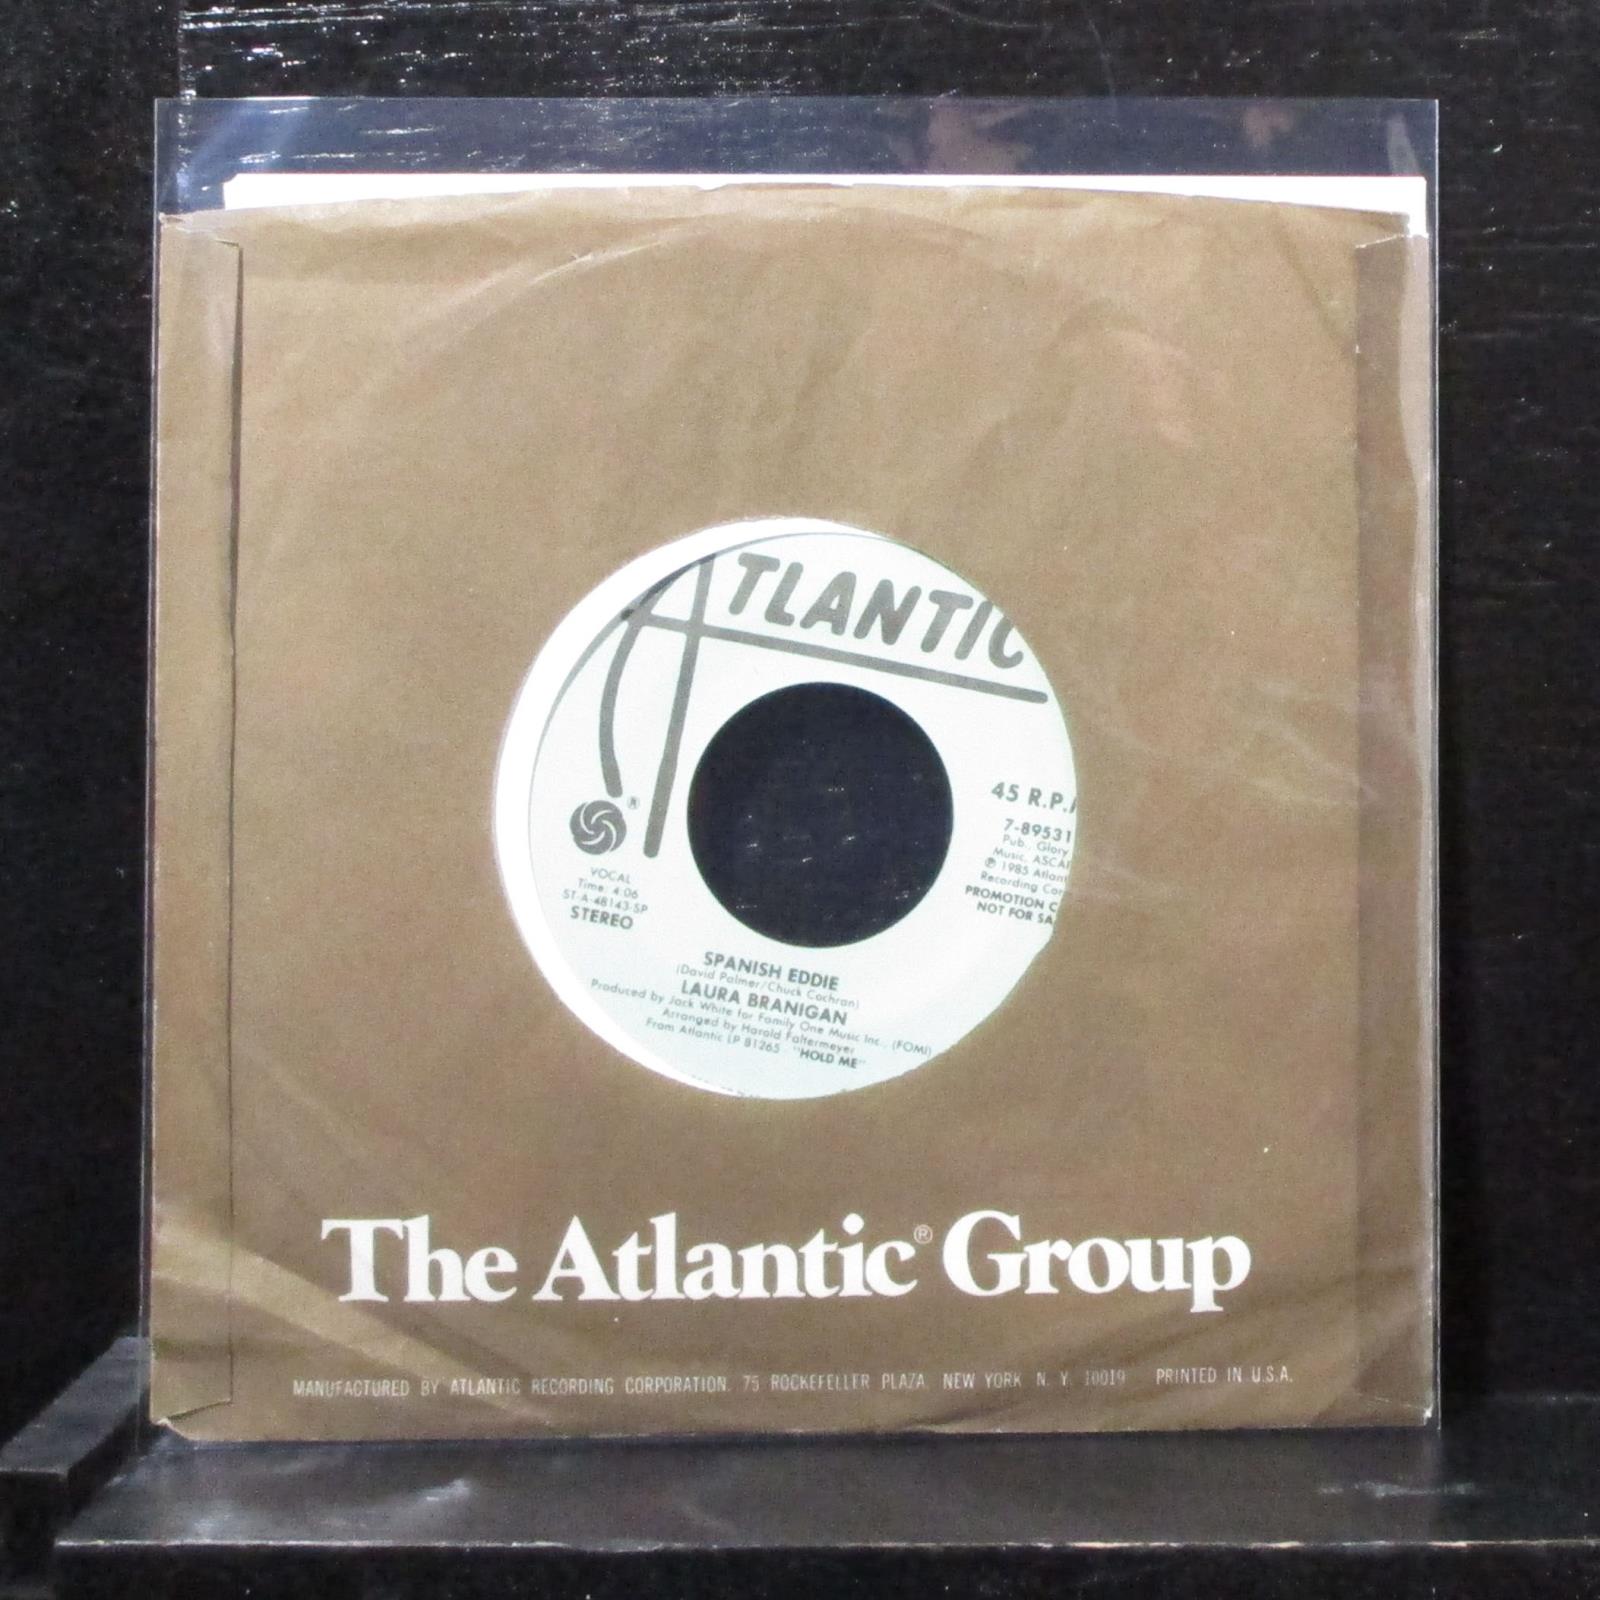 ATLANTIC
®
45 R.P.
7-89531
Pub., Glory
Music, ASCAP
℗ 1985 Atlant
Recording Cor
PROMOTION C
NOT FOR SA
VOCAL
Time: 4:06
ST-A-48143-SP
STEREO
SPANISH EDDIE
(David Palmer/Chuck Cochran)
LAURA BRANIGAN
Produced by Jack White for Family One Music Inc., (FOMI)
Arranged by Harold Faltermeyer
From Atlantic LP 81265 - "HOLD ME"
The Atlantic® Group
MANUFACTURED BY ATLANTIC RECORDING CORPORATION, 75 ROCKEFELLER PLAZA, NEW YORK N. Y. 10019 PRINTED IN U.S.A.